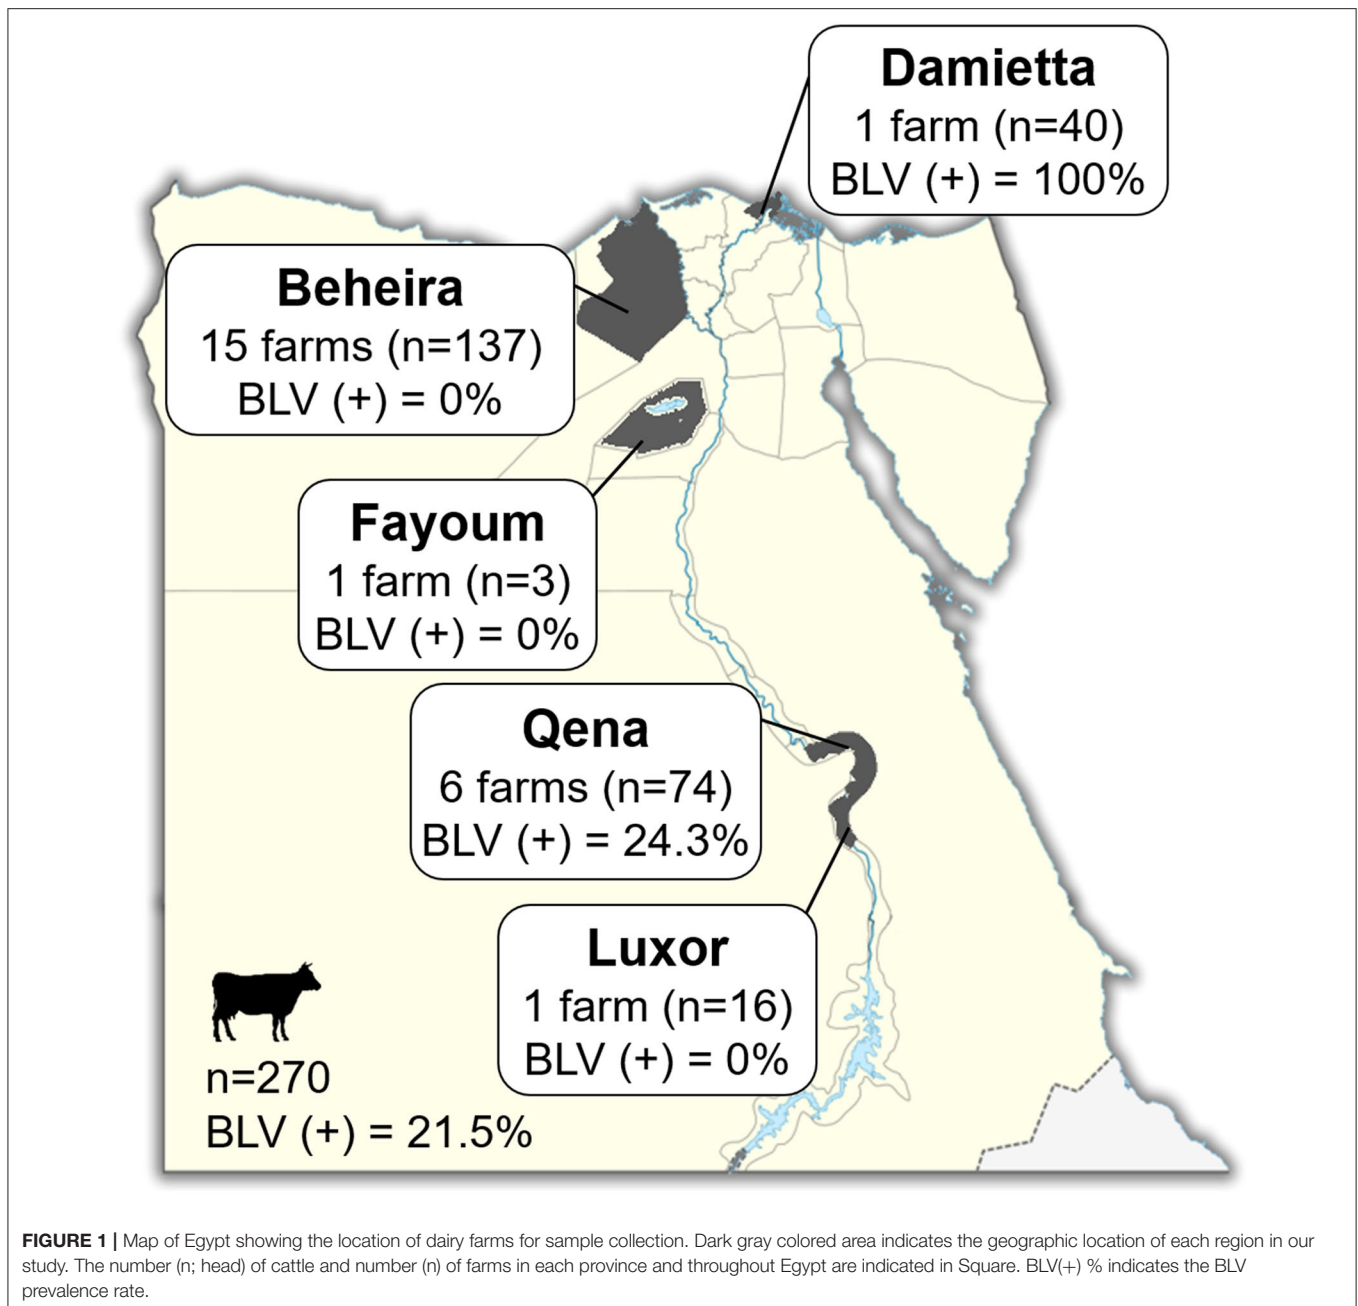 Damietta
1 farm (n=40)
BLV (+) = 100%
Beheira
15 farms (n=137)
BLV (+) = 0%
Fayoum
1 farm (n=3)
BLV (+) = 0%
Qena
6 farms (n=74)
BLV (+) = 24.3%
Luxor
1 farm (n=16)
BLV (+) = 0%
n=270
BLV (+) = 21.5%
FIGURE 1 | Map of Egypt showing the location of dairy farms for sample collection. Dark gray colored area indicates the geographic location of each region in our
study. The number (n; head) of cattle and number (n) of farms in each province and throughout Egypt are indicated in Square. BLV(+) % indicates the BLV
prevalence rate.